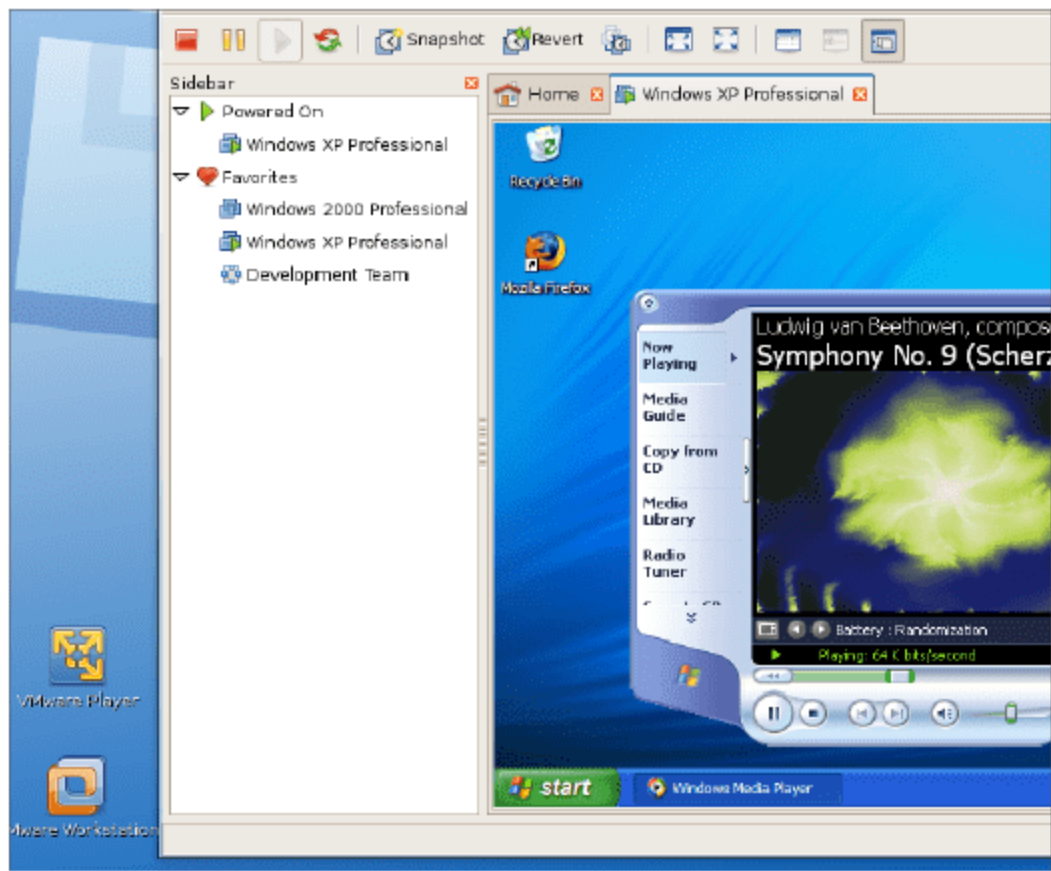 Snapshot
Revert
Sidebar
Home
Windows XP Professional
Powered On
Windows XP Professional
Favorites
Windows 2000 Professional
Windows XP Professional
Development Team
Recycle Bin
Mozilla Firefox
Ludwig van Beethoven, compos
Symphony No. 9 (Scherz
Now
Playing
Media
Guide
Copy from
CD
Media
Library
Radio
Tuner
Battery : Randomization
Playing: 64 K bits/second
VMware Player
Mware Workstation
start
Windows Media Player